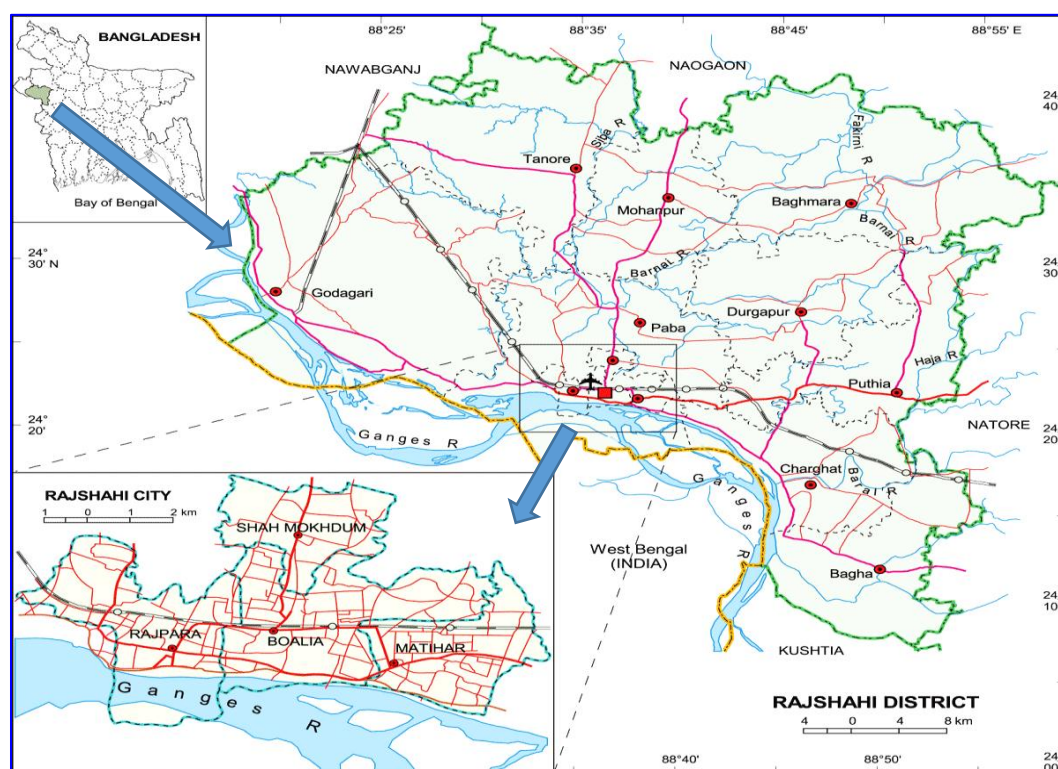 BANGLADESH
Bay of Bengal
88°25'
88°35'
88°45'
88°55' E
NAWABGANJ
NAOGAON
24
40
Siba R
Fakirni R
Tanore
Mohanpur
Baghmara
Barnai R
24°
30' N
Barnai R
24
30
Godagari
Durgapur
Paba
Haja R
Puthia
24°
20'
Ganges R
NATORE
24
20
Charghat
Baral R
Ganges R
RAJSHAHI CITY
1 0 1 2 km
SHAH MOKHDUM
West Bengal
(INDIA)
Bagha
24
10
BOALIA
RAJPARA
MATIHAR
KUSHTIA
Ganges R
RAJSHAHI DISTRICT
4 0 4 8 km
88°40'
88°50'
24
00